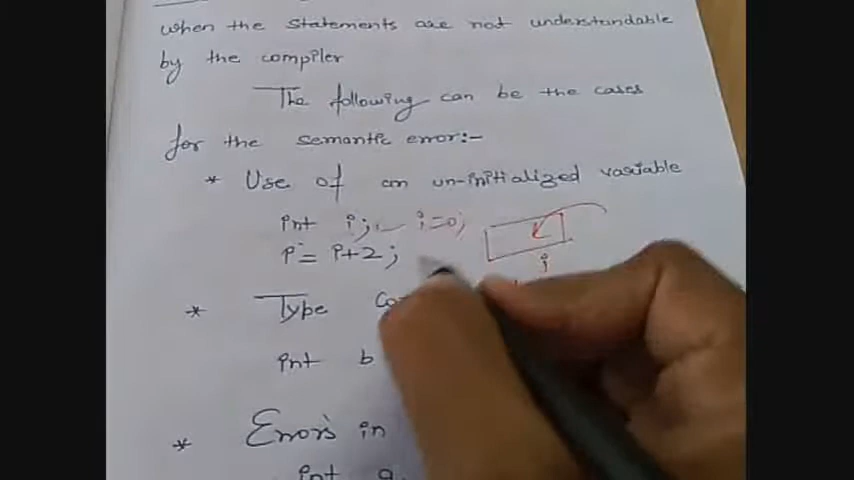 when the statements are not understandable
by the compiler
The following can be the cases
for the semantic error:-
* Use of an un-initialized variable
int i; i=0;
i = i+2; i
* Type
int b
* Errors in
int a